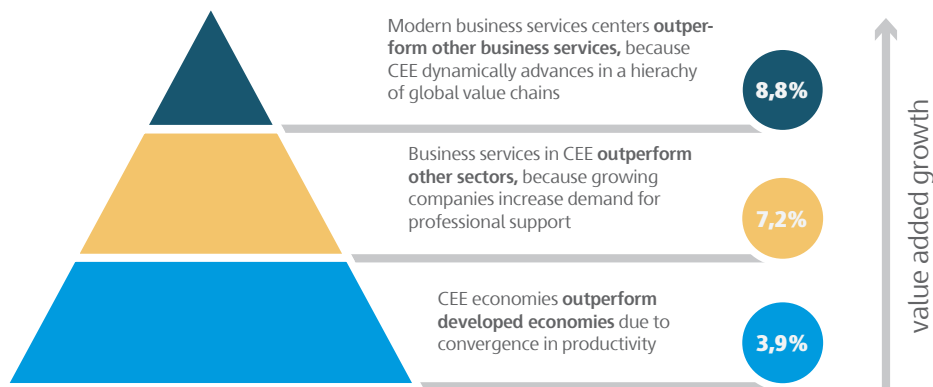 Modern business services centers outper-
form other business services, because
CEE dynamically advances in a hierachy
of global value chains
8,8%
Business services in CEE outperform
other sectors, because growing
companies increase demand for
professional support
7,2%
CEE economies outperform
developed economies due to
convergence in productivity
3,9%
value added growth